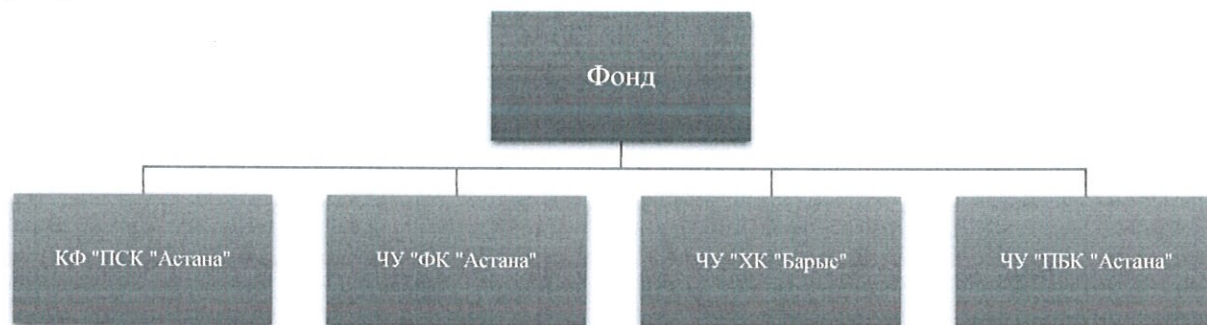 Фонд
КФ "ПСК "Астана"
ЧУ "ФК "Астана"
ЧУ "ХК "Барыс"
ЧУ "ПБК "Астана"